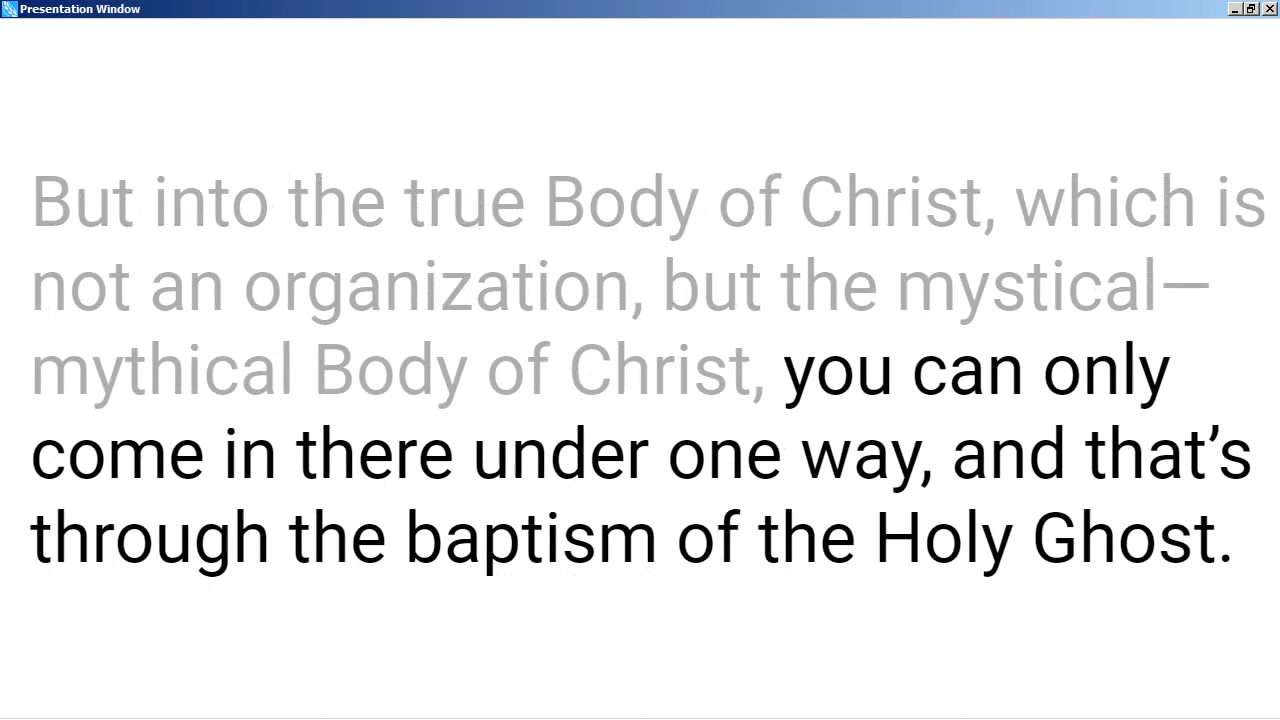 Presentation Window
But into the true Body of Christ, which is
not an organization, but the mystical—
mythical Body of Christ, you can only
come in there under one way, and that’s
through the baptism of the Holy Ghost.